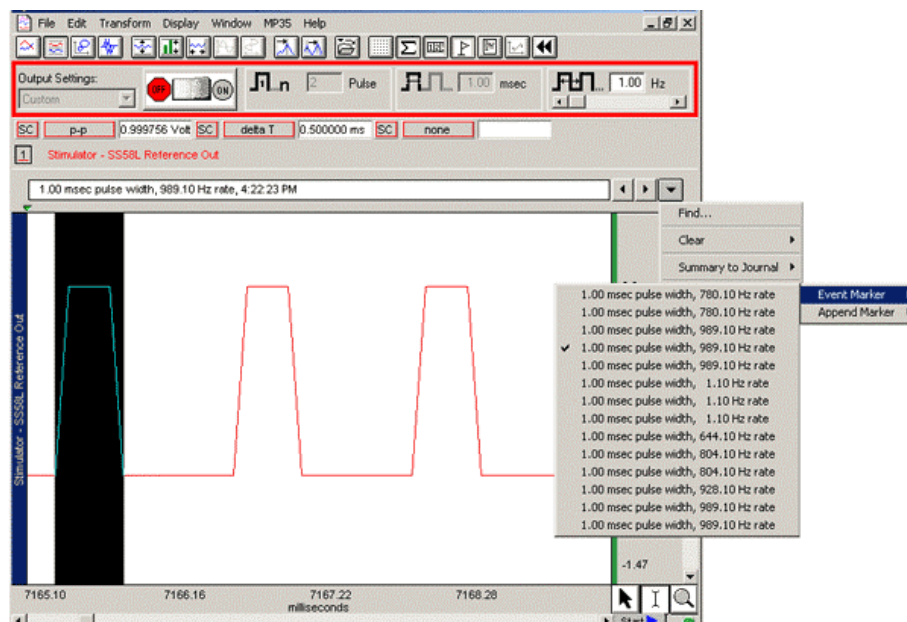 File Edit Transform Display Window MP35 Help
Output Settings:
Custom
OFF
ON
...n
2
Pulse
1.00
msec
1.00
Hz
SC
p-p
0.999756 Volt
SC
delta T
0.500000 ms
SC
none
1
Stimulator - SS58L Reference Out
1.00 msec pulse width, 989.10 Hz rate, 4:22:23 PM
Find...
Clear
Summary to Journal
Event Marker
Append Marker
1.00 msec pulse width, 780.10 Hz rate
1.00 msec pulse width, 780.10 Hz rate
1.00 msec pulse width, 989.10 Hz rate
1.00 msec pulse width, 989.10 Hz rate
1.00 msec pulse width, 989.10 Hz rate
1.00 msec pulse width, 1.10 Hz rate
1.00 msec pulse width, 1.10 Hz rate
1.00 msec pulse width, 1.10 Hz rate
1.00 msec pulse width, 644.10 Hz rate
1.00 msec pulse width, 804.10 Hz rate
1.00 msec pulse width, 804.10 Hz rate
1.00 msec pulse width, 928.10 Hz rate
1.00 msec pulse width, 989.10 Hz rate
1.00 msec pulse width, 989.10 Hz rate
Stimulator - SS58L Reference Out
-1.47
7165.10
7166.16
7167.22
7168.28
milliseconds
Start